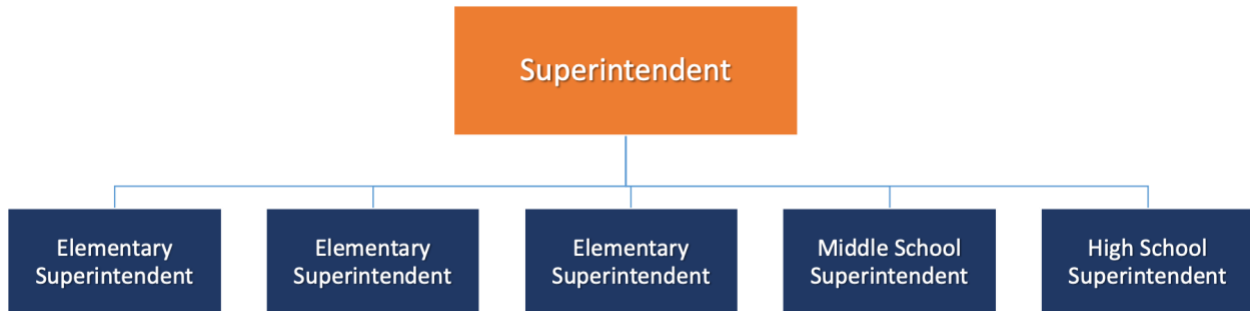 Superintendent
Elementary
Superintendent
Elementary
Superintendent
Elementary
Superintendent
Middle School
Superintendent
High School
Superintendent